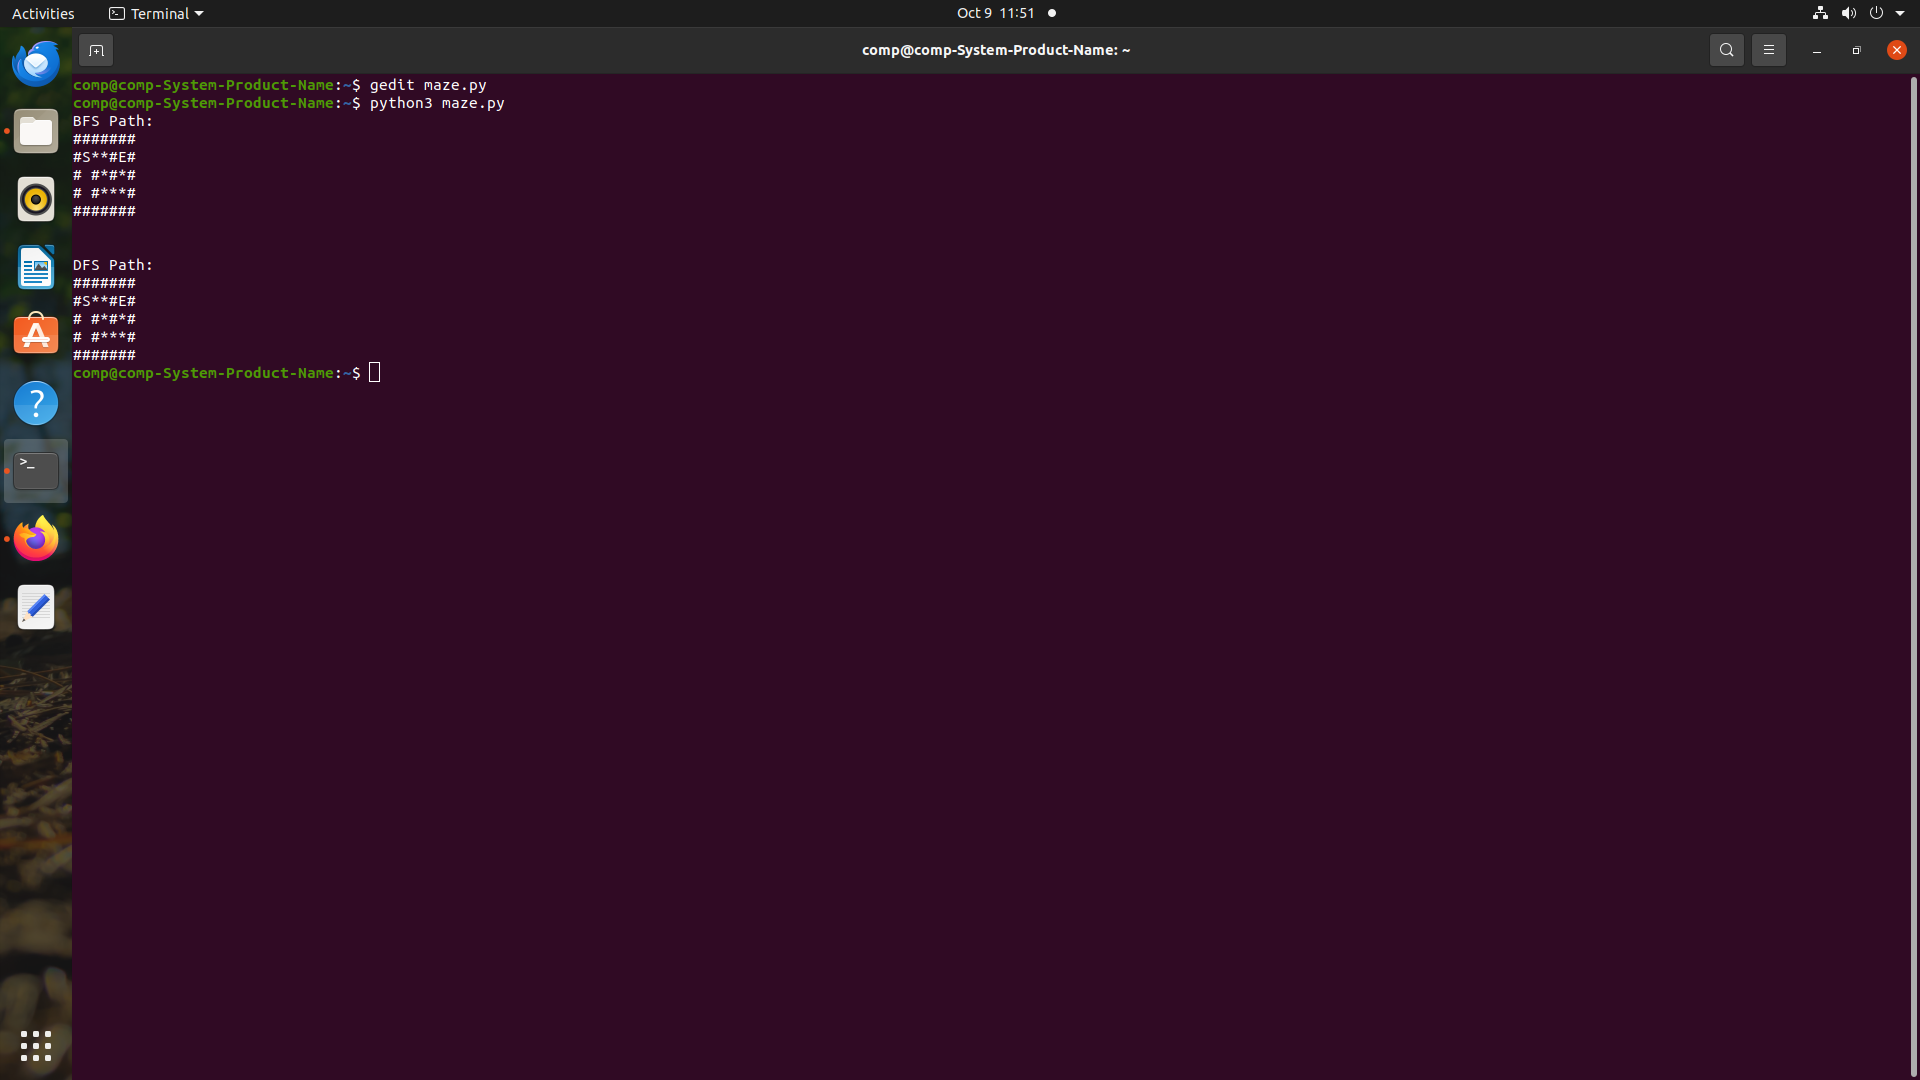 Activities
Terminal
Oct 9 11:51
comp@comp-System-Product-Name: ~
comp@comp-System-Product-Name:~$ gedit maze.py
comp@comp-System-Product-Name:~$ python3 maze.py
BFS Path:
#######
#S**#E#
# #*#*#
# #***#
#######
DFS Path:
#######
#S**#E#
# #*#*#
# #***#
#######
comp@comp-System-Product-Name:~$